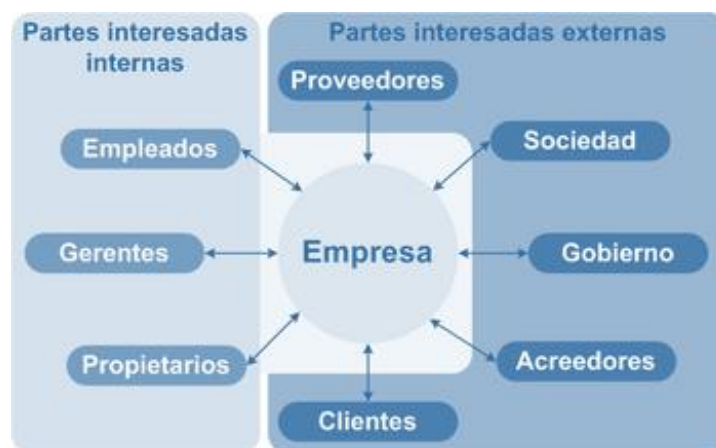 Partes interesadas
internas
Partes interesadas externas
Proveedores
Empleados
Sociedad
Gerentes
Empresa
Gobierno
Propietarios
Acreedores
Clientes